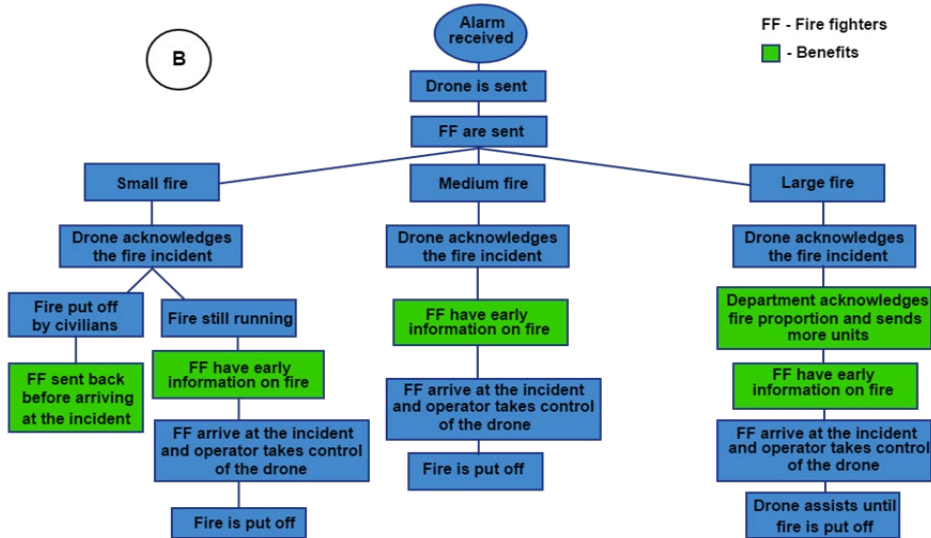 Alarm
received
FF - Fire fighters
- Benefits
B
Drone is sent
FF are sent
Small fire
Medium fire
Large fire
Drone acknowledges
the fire incident
Drone acknowledges
the fire incident
Drone acknowledges
the fire incident
Fire put off
by civilians
Fire still running
FF have early
information on fire
Department acknowledges
fire proportion and sends
more units
FF sent back
before arriving
at the incident
FF have early
information on fire
FF have early
information on fire
FF arrive at the incident
and operator takes control
of the drone
FF arrive at the incident
and operator takes control
of the drone
FF arrive at the incident
and operator takes control
of the drone
Fire is put off
Fire is put off
Drone assists until
fire is put off